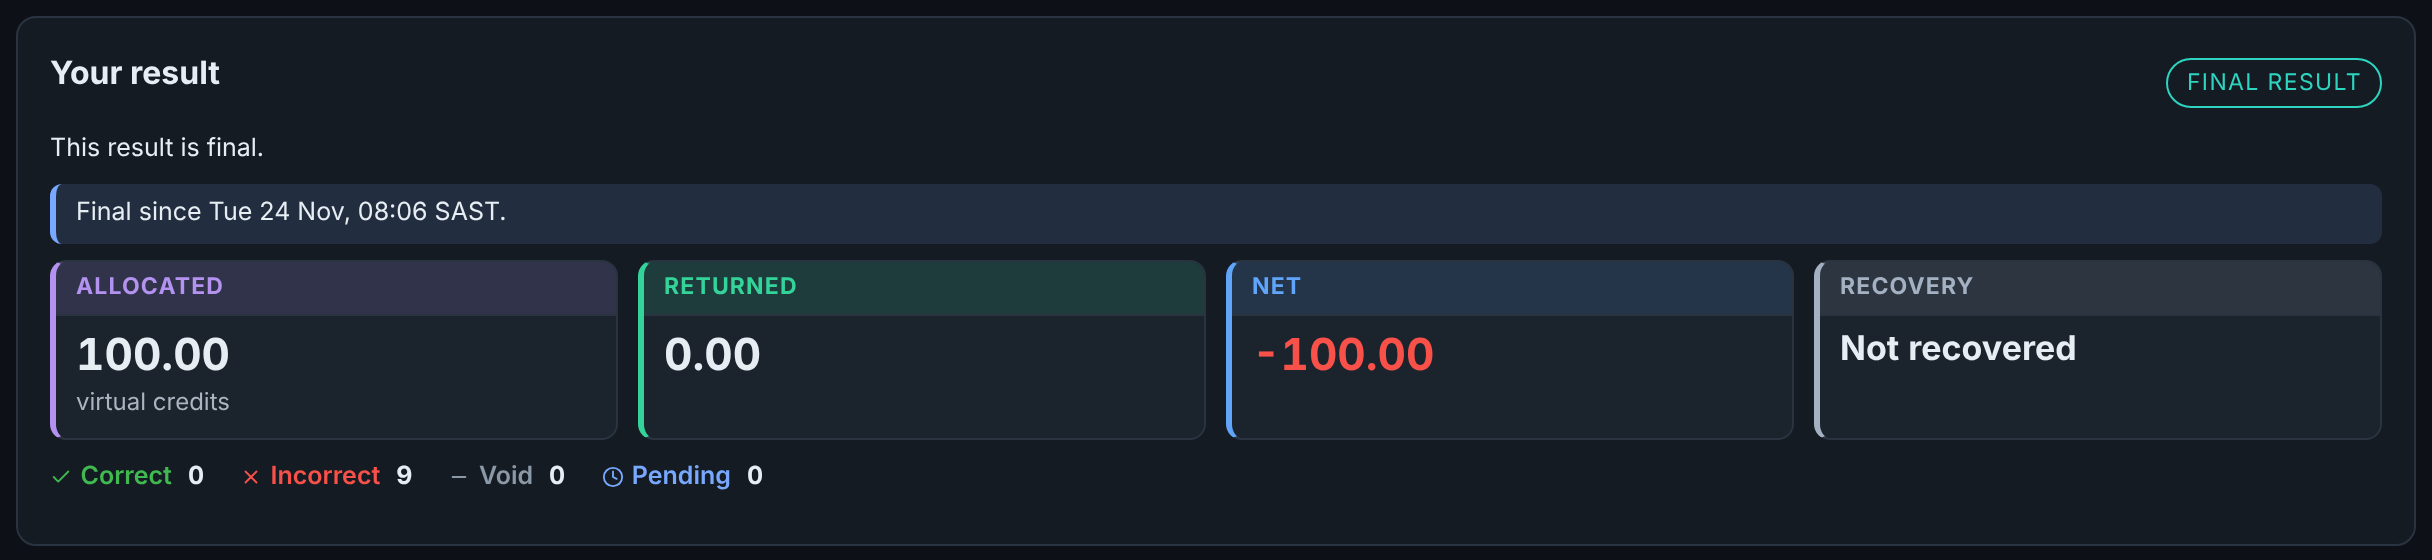 Your result
FINAL RESULT
This result is final.
Final since Tue 24 Nov, 08:06 SAST.
ALLOCATED
100.00
virtual credits
RETURNED
0.00
NET
-100.00
RECOVERY
Not recovered
Correct 0 Incorrect 9 Void 0 Pending 0